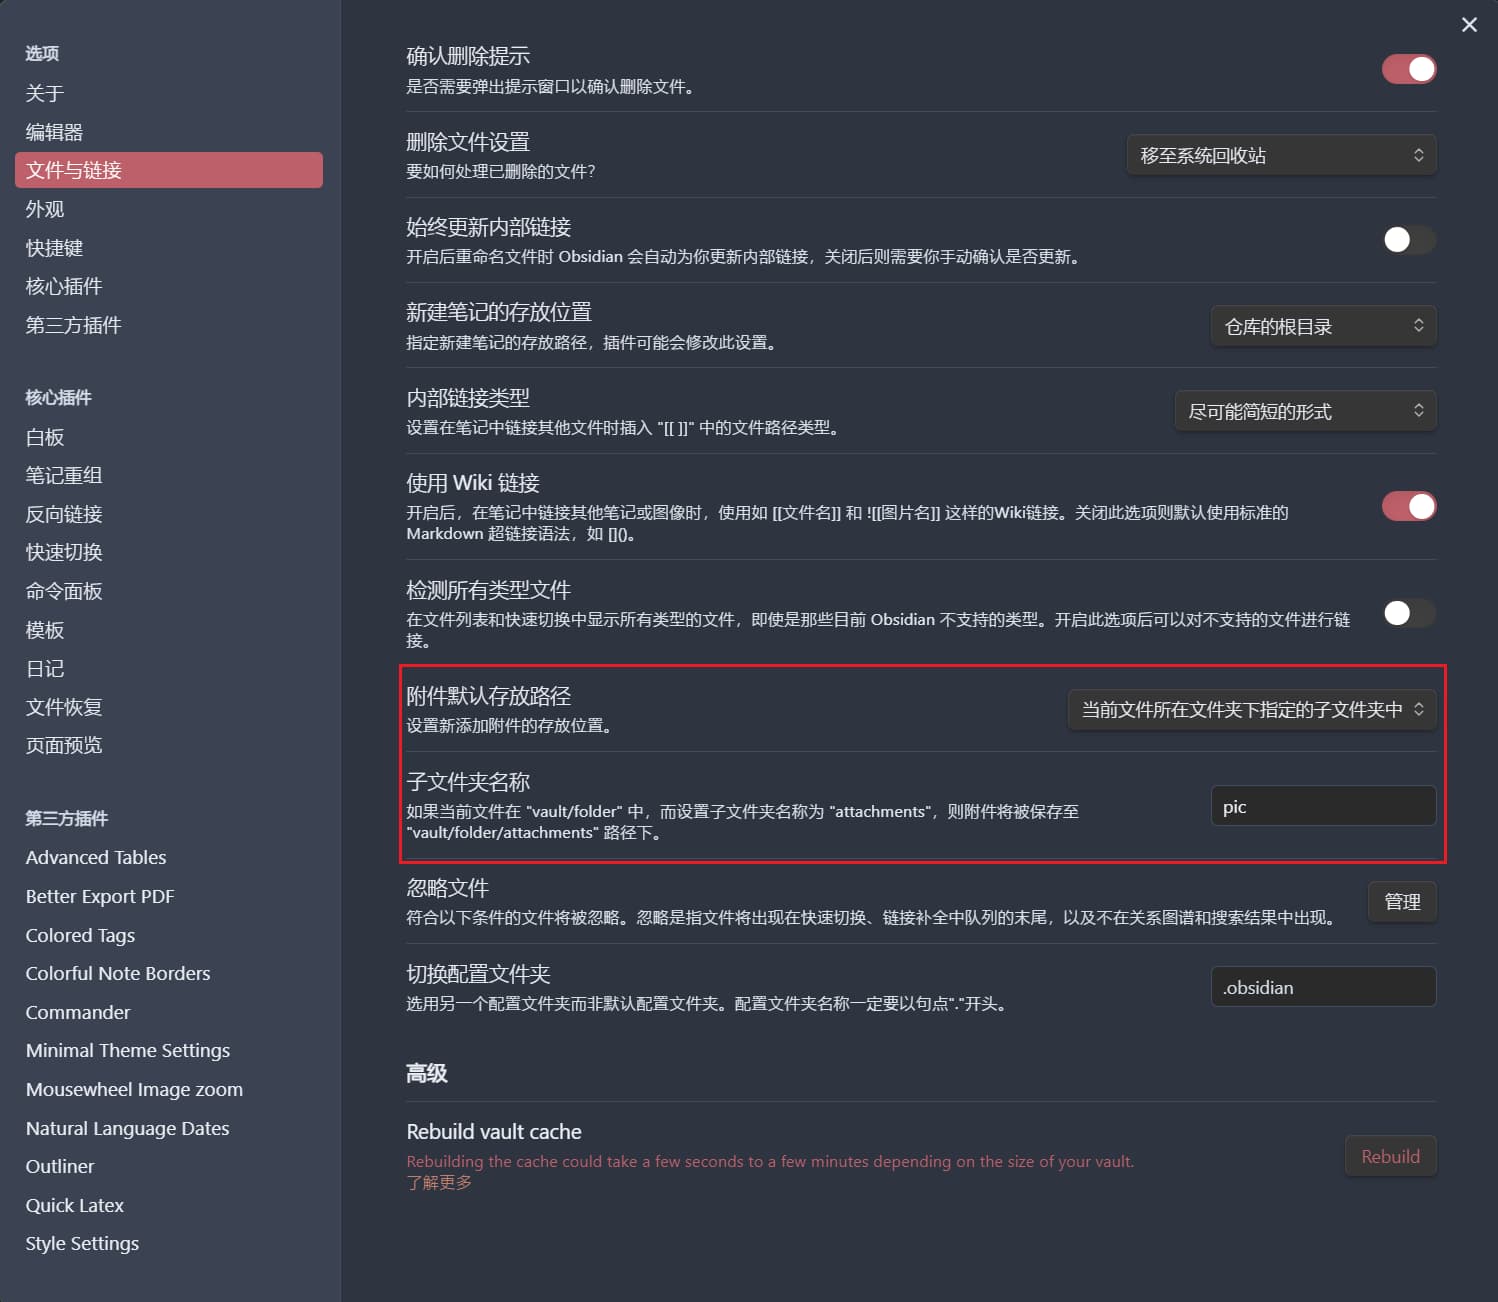 选项
关于
编辑器
文件与链接
外观
快捷键
核心插件
第三方插件
核心插件
白板
笔记重组
反向链接
快速切换
命令面板
模板
日记
文件恢复
页面预览
第三方插件
Advanced Tables
Better Export PDF
Colored Tags
Colorful Note Borders
Commander
Minimal Theme Settings
Mousewheel Image zoom
Natural Language Dates
Outliner
Quick Latex
Style Settings
确认删除提示
是否需要弹出提示窗口以确认删除文件。
删除文件设置
要如何处理已删除的文件？
移至系统回收站
始终更新内部链接
开启后重命名文件时 Obsidian 会自动为你更新内部链接，关闭后则需要你手动确认是否更新。
新建笔记的存放位置
指定新建笔记的存放路径，插件可能会修改此设置。
仓库的根目录
内部链接类型
设置在笔记中链接其他文件时插入 "[[ ]]" 中的文件路径类型。
尽可能简短的形式
使用 Wiki 链接
开启后，在笔记中链接其他笔记或图像时，使用如 [[文件名]] 和 ![[图片名]] 这样的Wiki链接。关闭此选项则默认使用标准的
Markdown 超链接语法，如 []()。
检测所有类型文件
在文件列表和快速切换中显示所有类型的文件，即使是那些目前 Obsidian 不支持的类型。开启此选项后可以对不支持的文件进行链
接。
附件默认存放路径
设置新添加附件的存放位置。
当前文件所在文件夹下指定的子文件夹中
子文件夹名称
如果当前文件在 "vault/folder" 中，而设置子文件夹名称为 "attachments"，则附件将被保存至
"vault/folder/attachments" 路径下。
pic
忽略文件
符合以下条件的文件将被忽略。忽略是指文件将出现在快速切换、链接补全中队列的末尾，以及不在关系图谱和搜索结果中出现。
管理
切换配置文件夹
选用另一个配置文件夹而非默认配置文件夹。配置文件夹名称一定要以句点"."开头。
.obsidian
高级
Rebuild vault cache
Rebuilding the cache could take a few seconds to a few minutes depending on the size of your vault.
了解更多
Rebuild